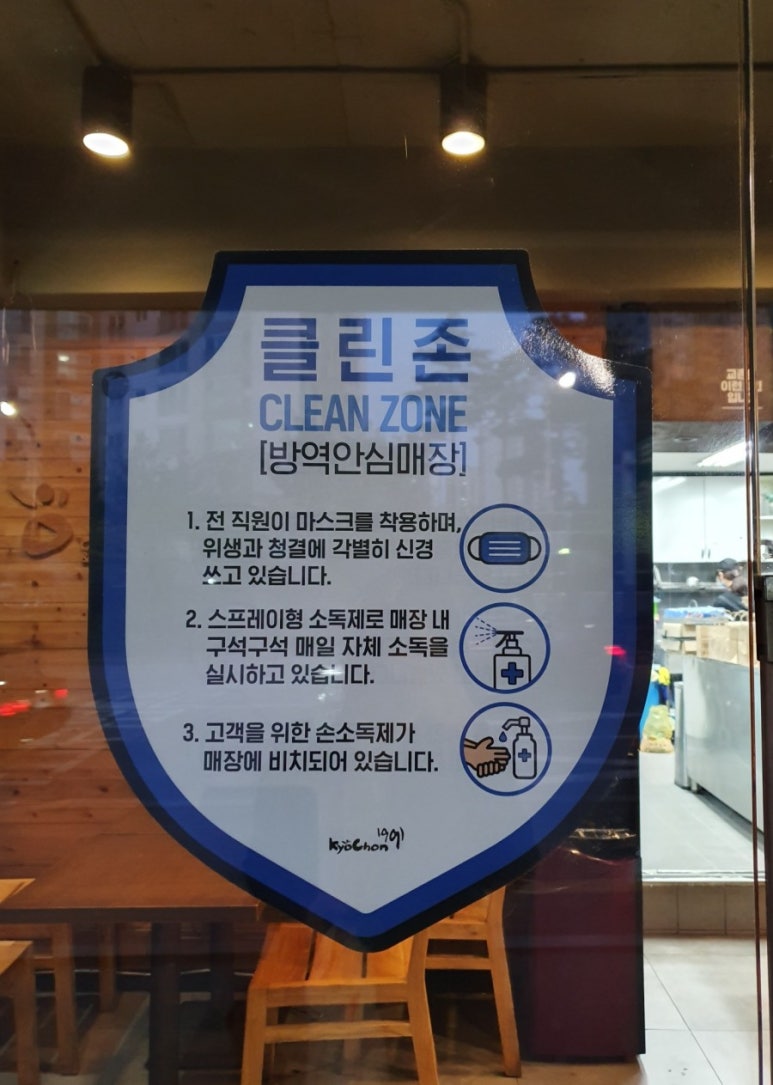 클린존
CLEAN ZONE
[방역안심매장]
1. 전 직원이 마스크를 착용하며,
위생과 청결에 각별히 신경
쓰고 있습니다.
2. 스프레이형 소독제로 매장 내
구석구석 매일 자체 소독을
실시하고 있습니다.
3. 고객을 위한 손소독제가
매장에 비치되어 있습니다.
kyochon 1991